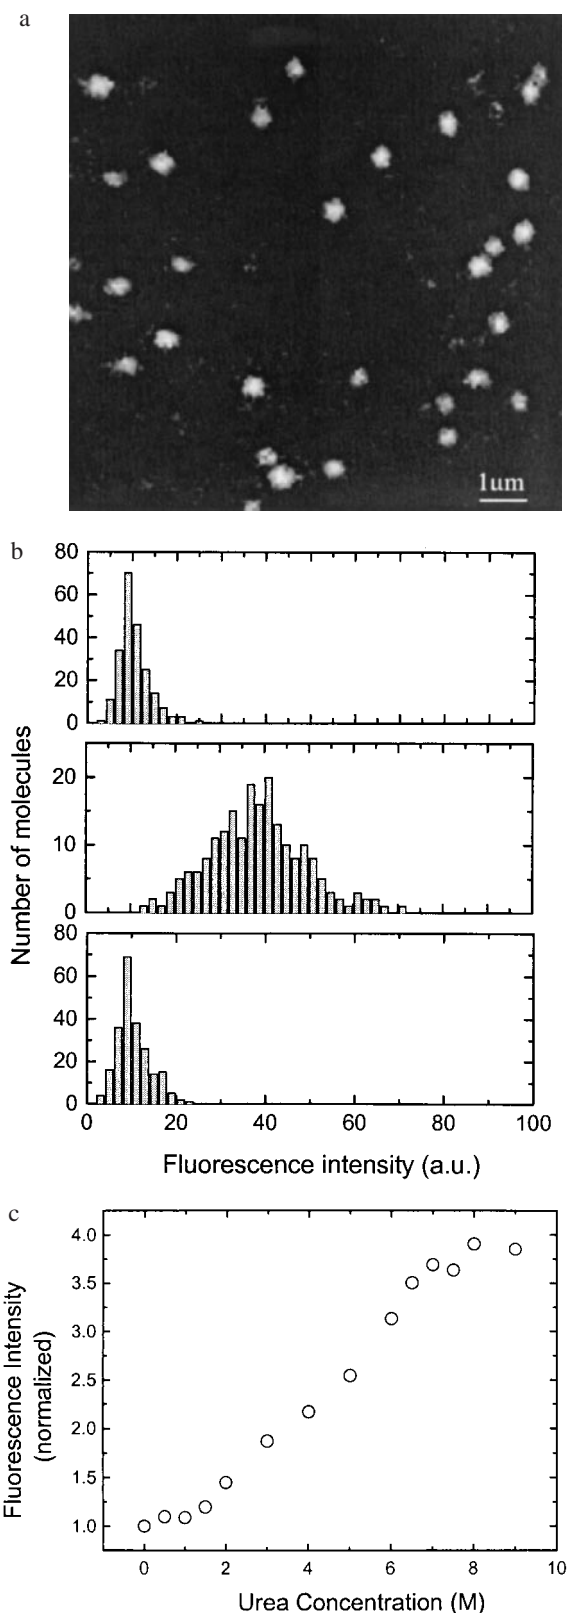 a
1um
b
80
60
40
20
0
20
10
0
80
60
40
20
0
0 20 40 60 80 100
Number of molecules
Fluorescence intensity (a.u.)
c
4.0
3.5
3.0
2.5
2.0
1.5
1.0
0 2 4 6 8 10
Fluorescence Intensity
(normalized)
Urea Concentration (M)